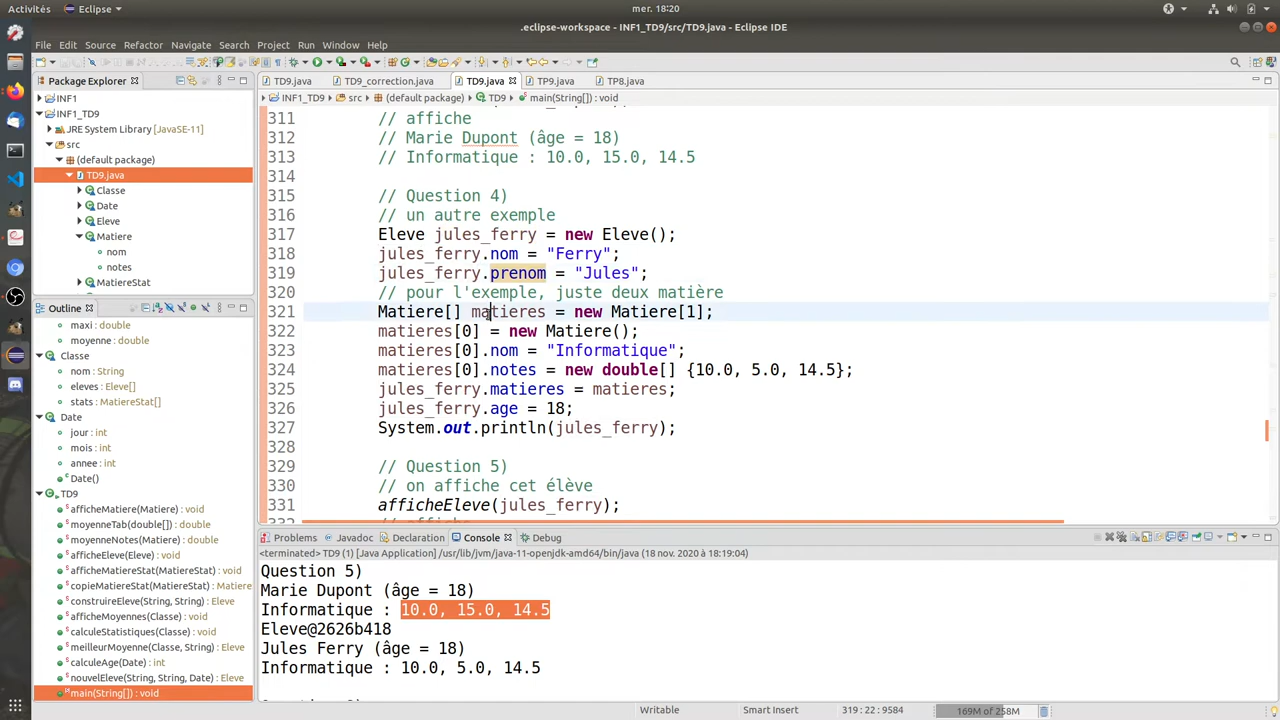 Activités
Eclipse
mer. 18:20
.eclipse-workspace - INF1_TD9/src/TD9.java - Eclipse IDE
File Edit Source Refactor Navigate Search Project Run Window Help
Package Explorer
TD9.java TD9_correction.java TD9.java TP9.java TP8.java
INF1_TD9 src (default package) TD9 main(String[]) : void
INF1
INF1_TD9
JRE System Library [JavaSE-11]
src
(default package)
TD9.java
Classe
Date
Eleve
Matiere
nom
notes
MatiereStat
Outline
maxi : double
moyenne : double
Classe
nom : String
eleves : Eleve[]
stats : MatiereStat[]
Date
jour : int
mois : int
annee : int
Date()
TD9
afficheMatiere(Matiere) : void
moyenneTab(double[]) : double
moyenneNotes(Matiere) : double
afficheEleve(Eleve) : void
afficheMatiereStat(MatiereStat) : void
copieMatiereStat(MatiereStat) : Matiere
construireEleve(String, String) : Eleve
afficheMoyennes(Classe) : void
calculeStatistiques(Classe) : void
meilleurMoyenne(Classe, String) : Eleve
calculeAge(Date) : int
nouvelEleve(String, String, Date) : Eleve
main(String[]) : void
311 // affiche
312 // Marie Dupont (âge = 18)
313 // Informatique : 10.0, 15.0, 14.5
314
315 // Question 4)
316 // un autre exemple
317 Eleve jules_ferry = new Eleve();
318 jules_ferry.nom = "Ferry";
319 jules_ferry.prenom = "Jules";
320 // pour l'exemple, juste deux matière
321 Matiere[] matieres = new Matiere[1];
322 matieres[0] = new Matiere();
323 matieres[0].nom = "Informatique";
324 matieres[0].notes = new double[] {10.0, 5.0, 14.5};
325 jules_ferry.matieres = matieres;
326 jules_ferry.age = 18;
327 System.out.println(jules_ferry);
328
329 // Question 5)
330 // on affiche cet élève
331 afficheEleve(jules_ferry);
Problems Javadoc Declaration Console Debug
<terminated> TD9 (1) [Java Application] /usr/lib/jvm/java-11-openjdk-amd64/bin/java (18 nov. 2020 à 18:19:04)
Question 5)
Marie Dupont (âge = 18)
Informatique : 10.0, 15.0, 14.5
Eleve@2626b418
Jules Ferry (âge = 18)
Informatique : 10.0, 5.0, 14.5
Writable Smart Insert 319 : 22 : 9584 169M of 258M